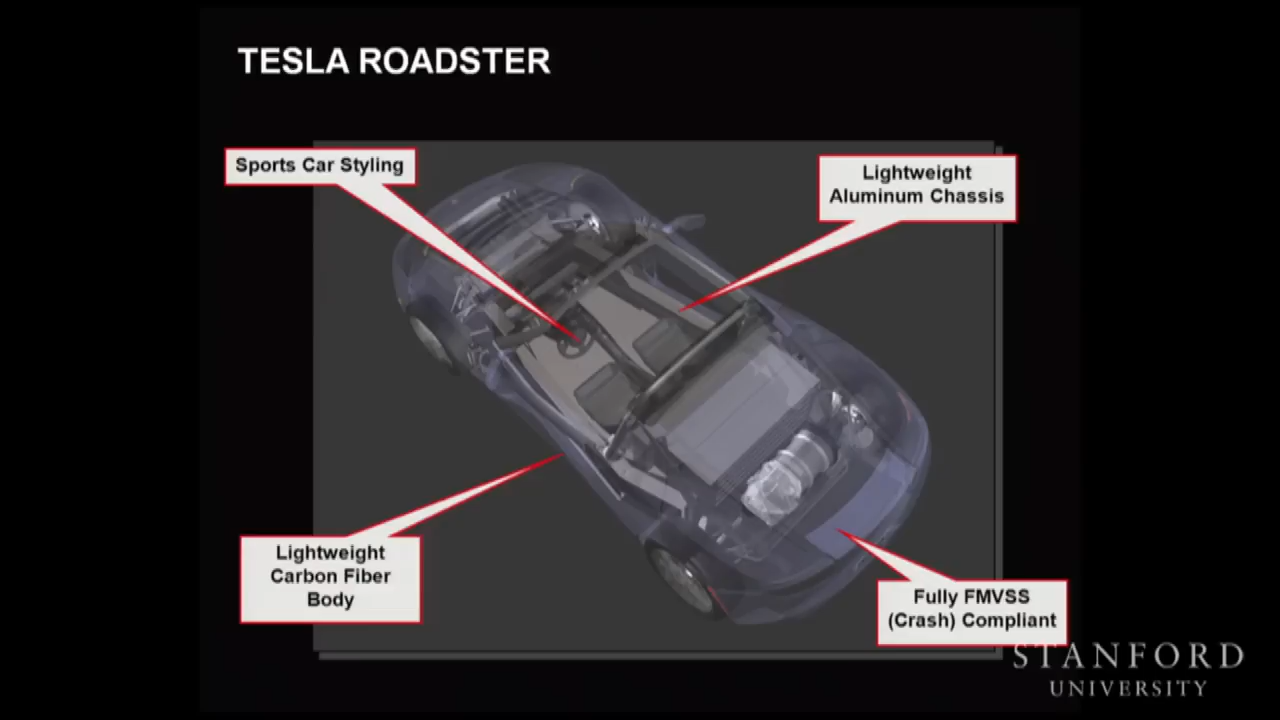 TESLA ROADSTER
Sports Car Styling
Lightweight
Aluminum Chassis
Lightweight
Carbon Fiber
Body
Fully FMVSS
(Crash) Compliant
STANFORD
UNIVERSITY